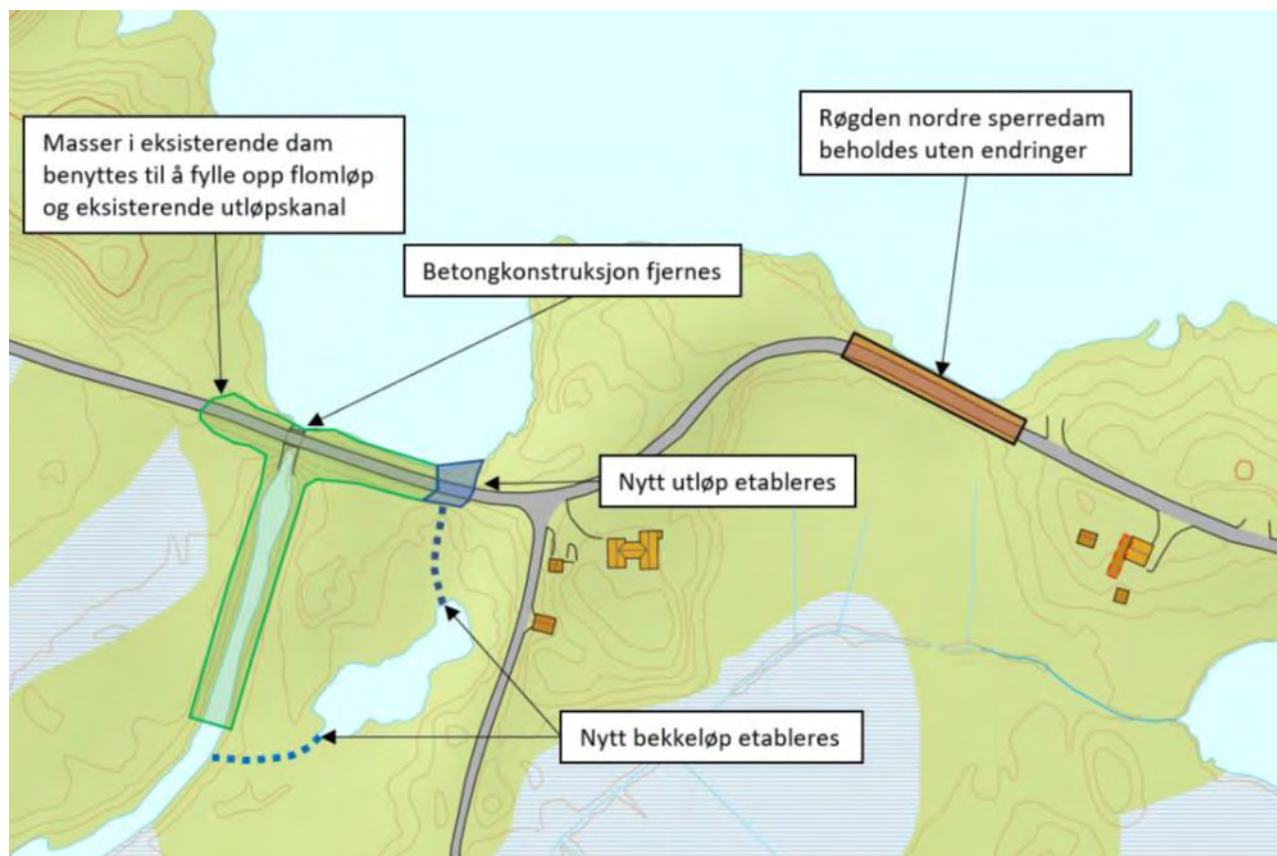 Røgden nordre sperredam
beholdes uten endringer
Masser i eksisterende dam
benyttes til å fylle opp flomløp
og eksisterende utløpskanal
Betongkonstruksjon fjernes
Nytt utløp etableres
Nytt bekkeløp etableres